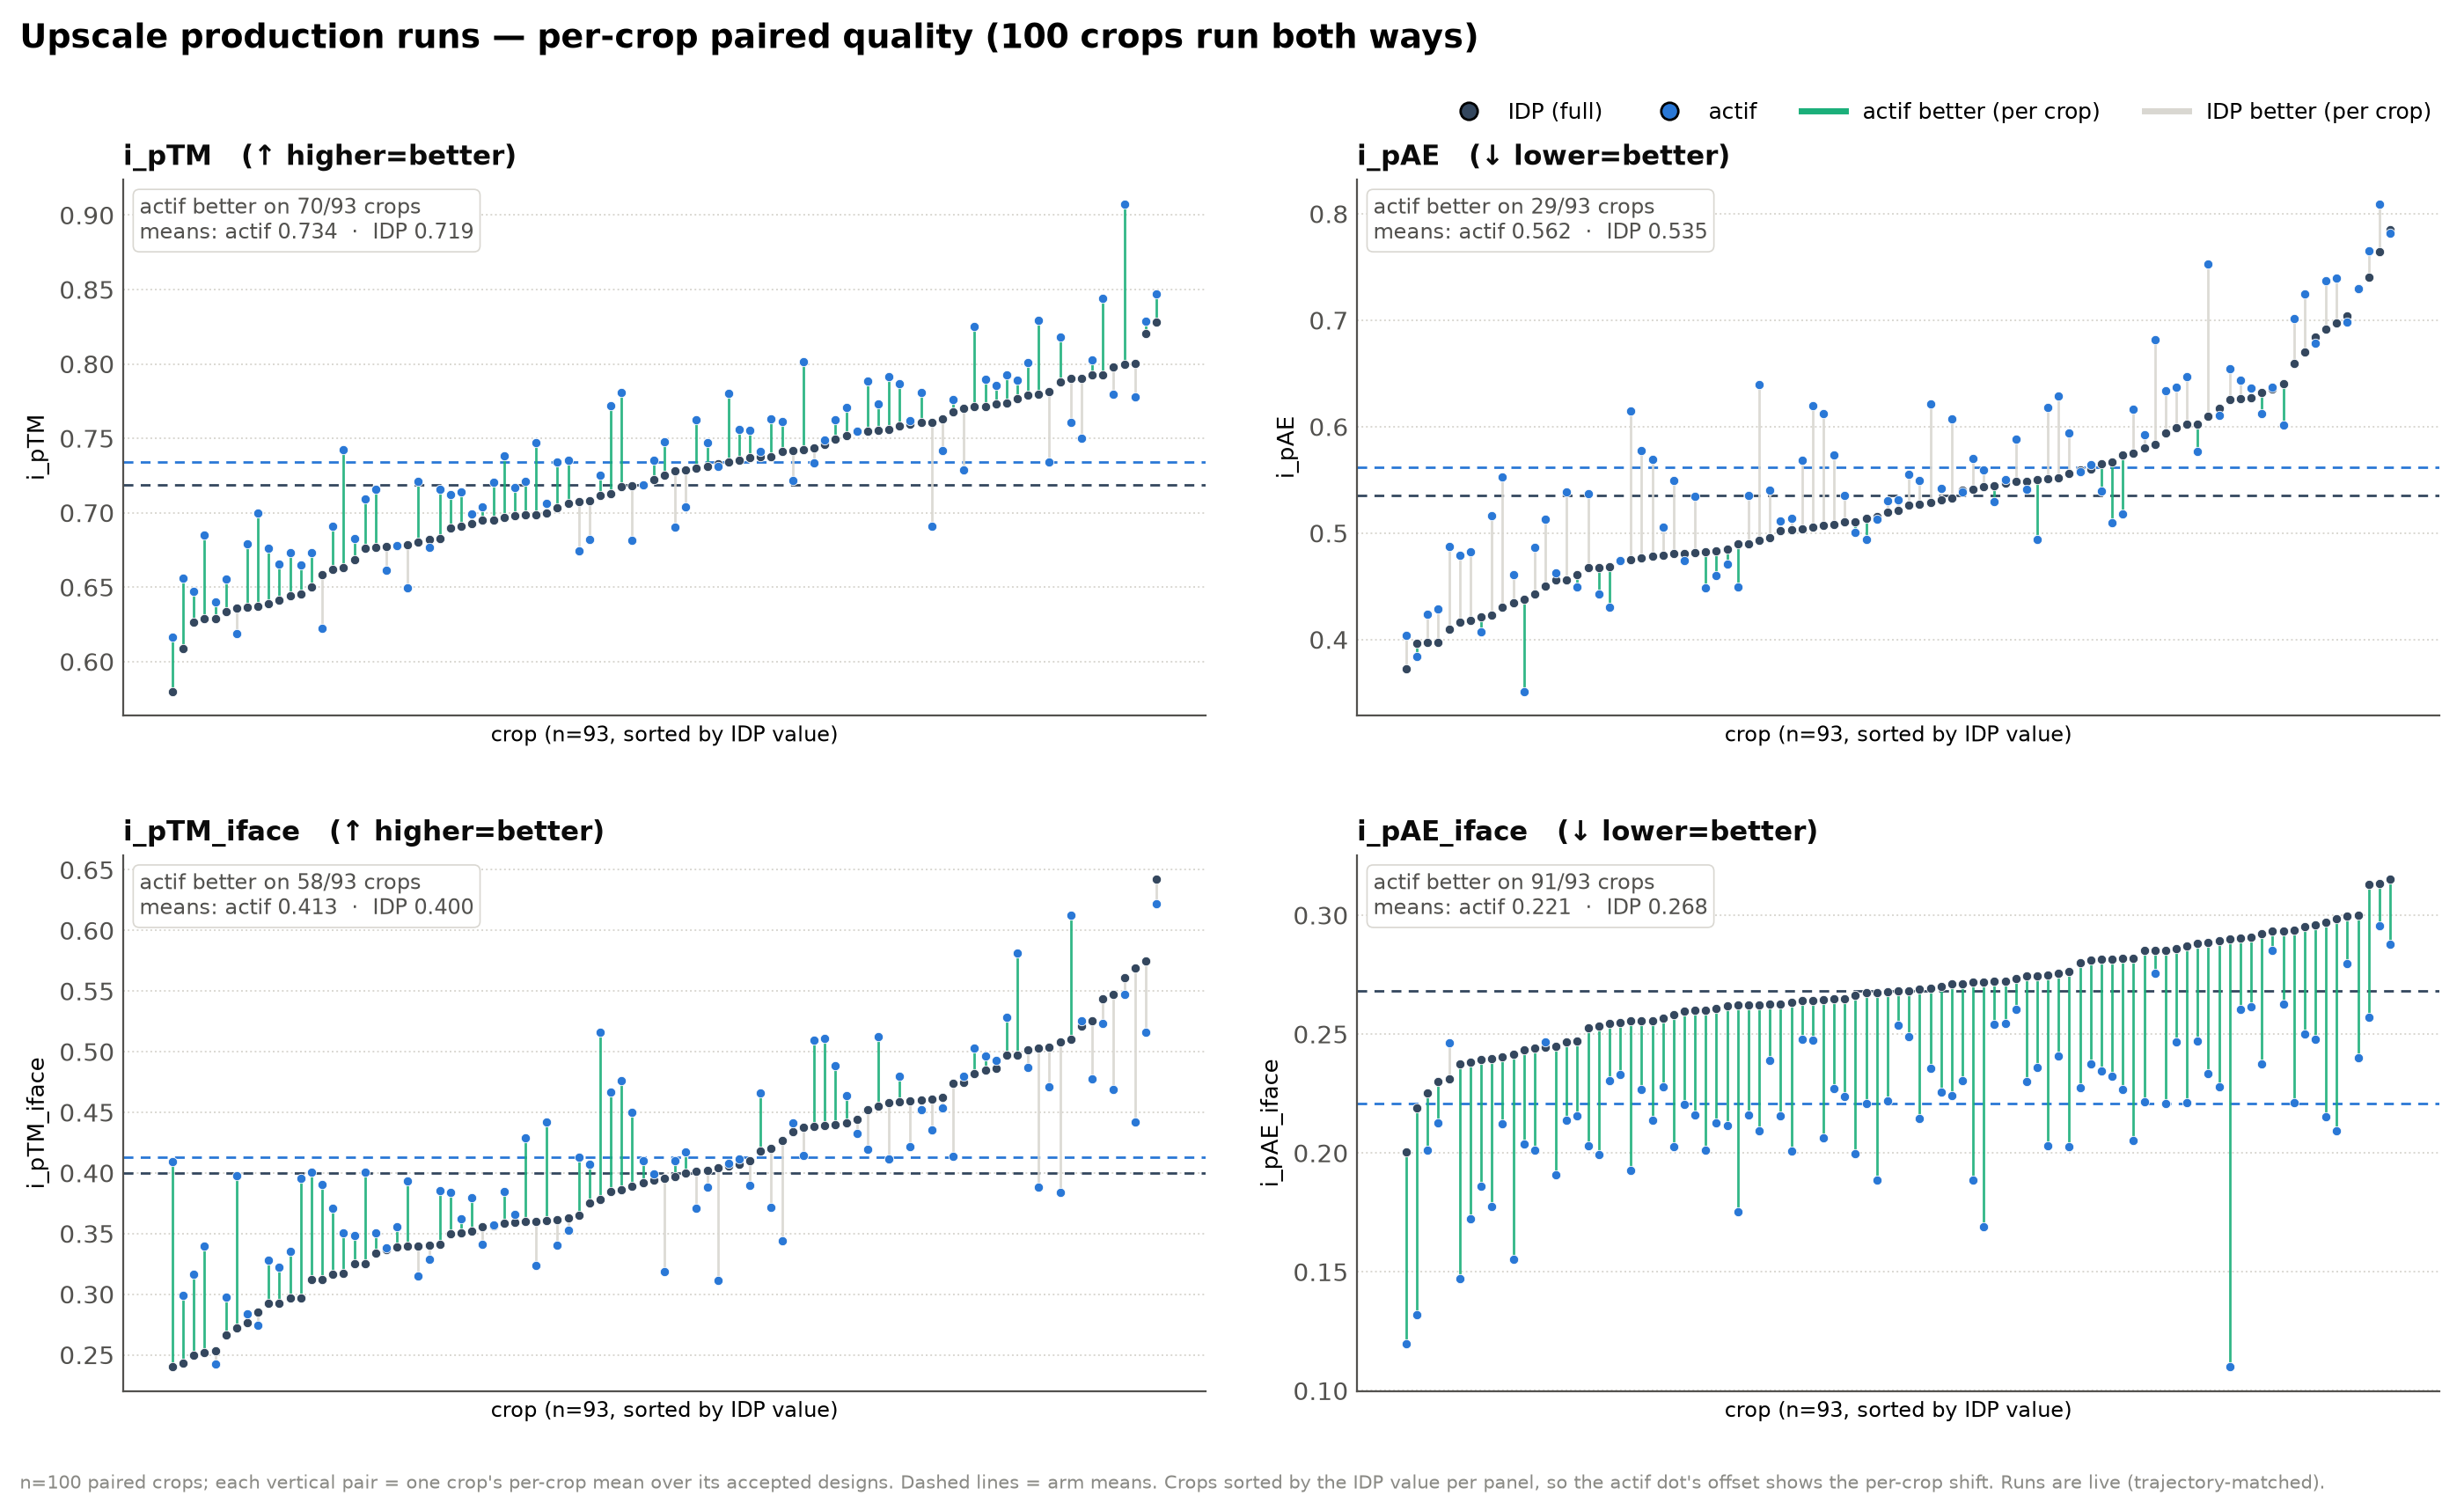 Upscale production runs — per-crop paired quality (100 crops run both ways)
IDP (full)
actif
actif better (per crop)
IDP better (per crop)
i_pTM (↑ higher=better)
actif better on 70/93 crops
means: actif 0.734 · IDP 0.719
0.90
0.85
0.80
0.75
0.70
0.65
0.60
i_pTM
crop (n=93, sorted by IDP value)
i_pAE (↓ lower=better)
actif better on 29/93 crops
means: actif 0.562 · IDP 0.535
0.8
0.7
0.6
0.5
0.4
i_pAE
crop (n=93, sorted by IDP value)
i_pTM_iface (↑ higher=better)
actif better on 58/93 crops
means: actif 0.413 · IDP 0.400
0.65
0.60
0.55
0.50
0.45
0.40
0.35
0.30
0.25
i_pTM_iface
crop (n=93, sorted by IDP value)
i_pAE_iface (↓ lower=better)
actif better on 91/93 crops
means: actif 0.221 · IDP 0.268
0.30
0.25
0.20
0.15
0.10
i_pAE_iface
crop (n=93, sorted by IDP value)
n=100 paired crops; each vertical pair = one crop's per-crop mean over its accepted designs. Dashed lines = arm means. Crops sorted by the IDP value per panel, so the actif dot's offset shows the per-crop shift. Runs are live (trajectory-matched).